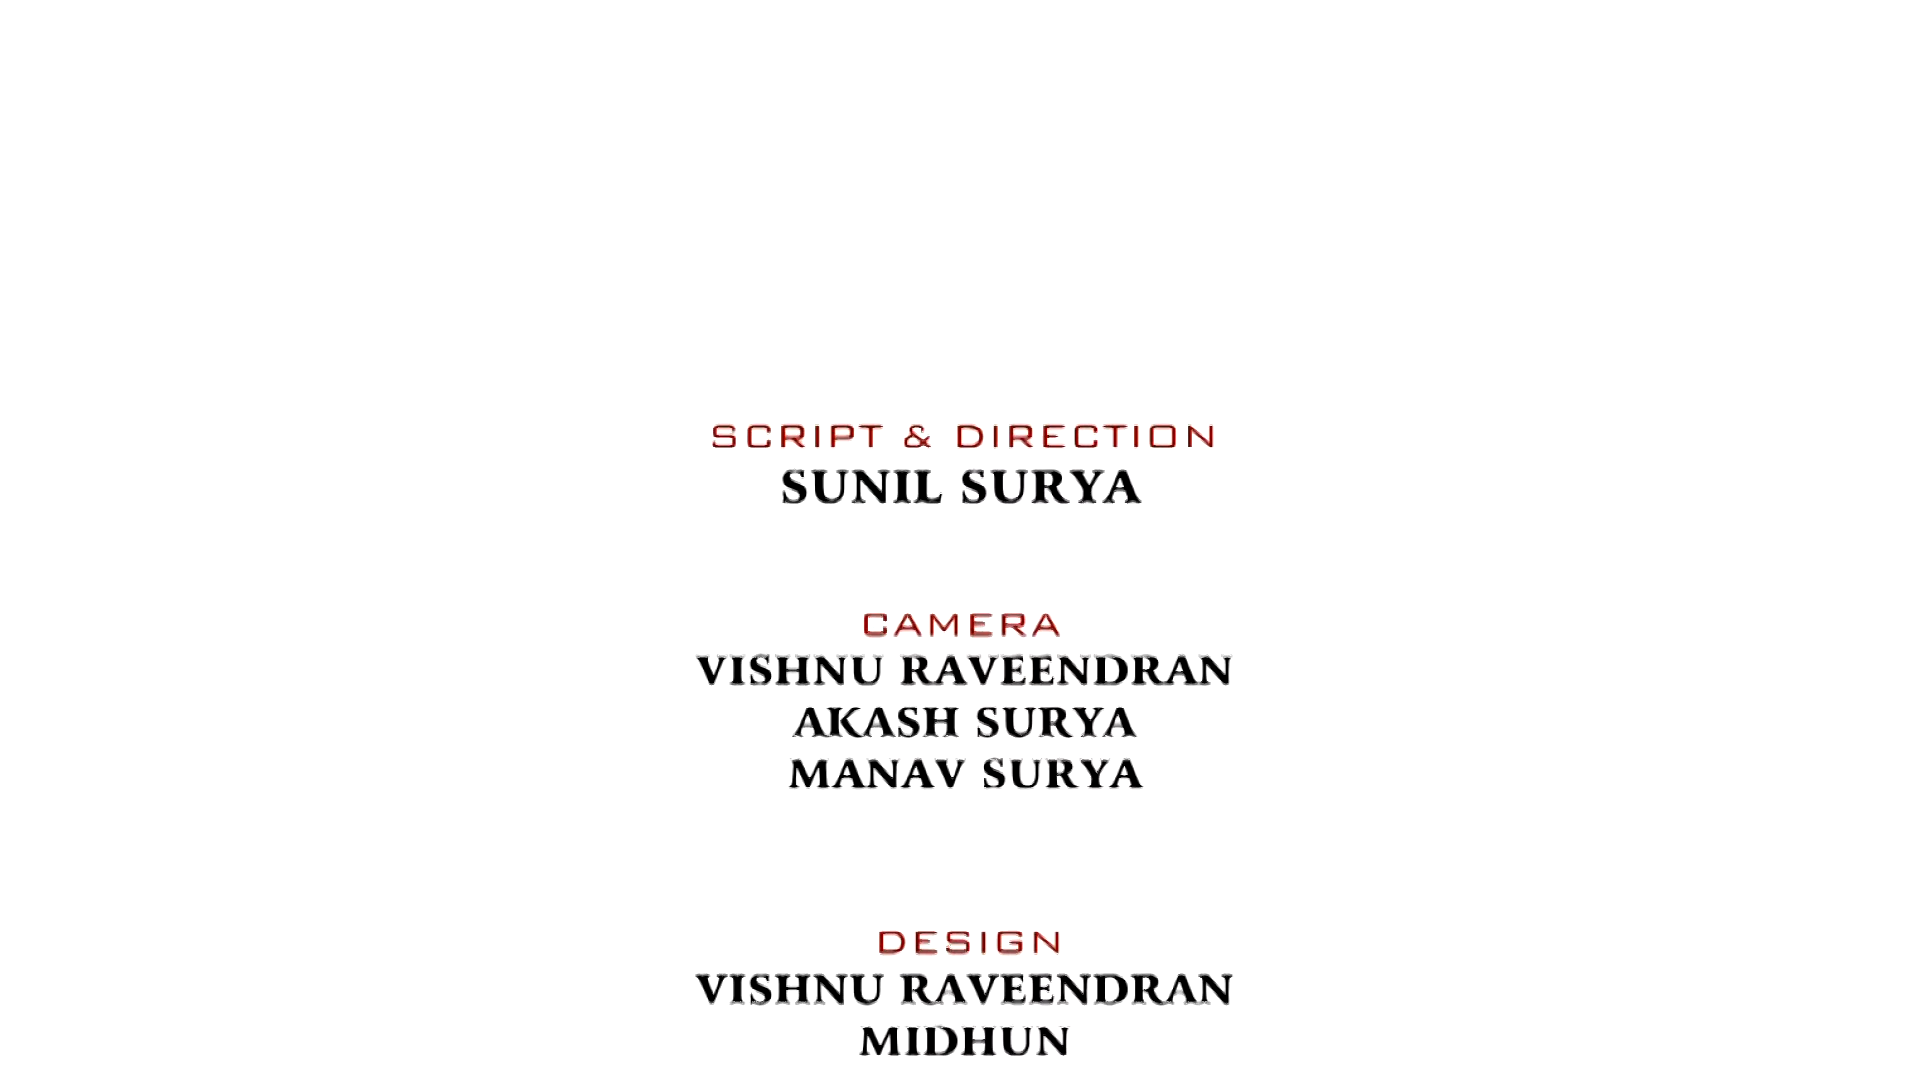 SCRIPT & DIRECTION
SUNIL SURYA
CAMERA
VISHNU RAVEENDRAN
AKASH SURYA
MANAV SURYA
DESIGN
VISHNU RAVEENDRAN
MIDHUN